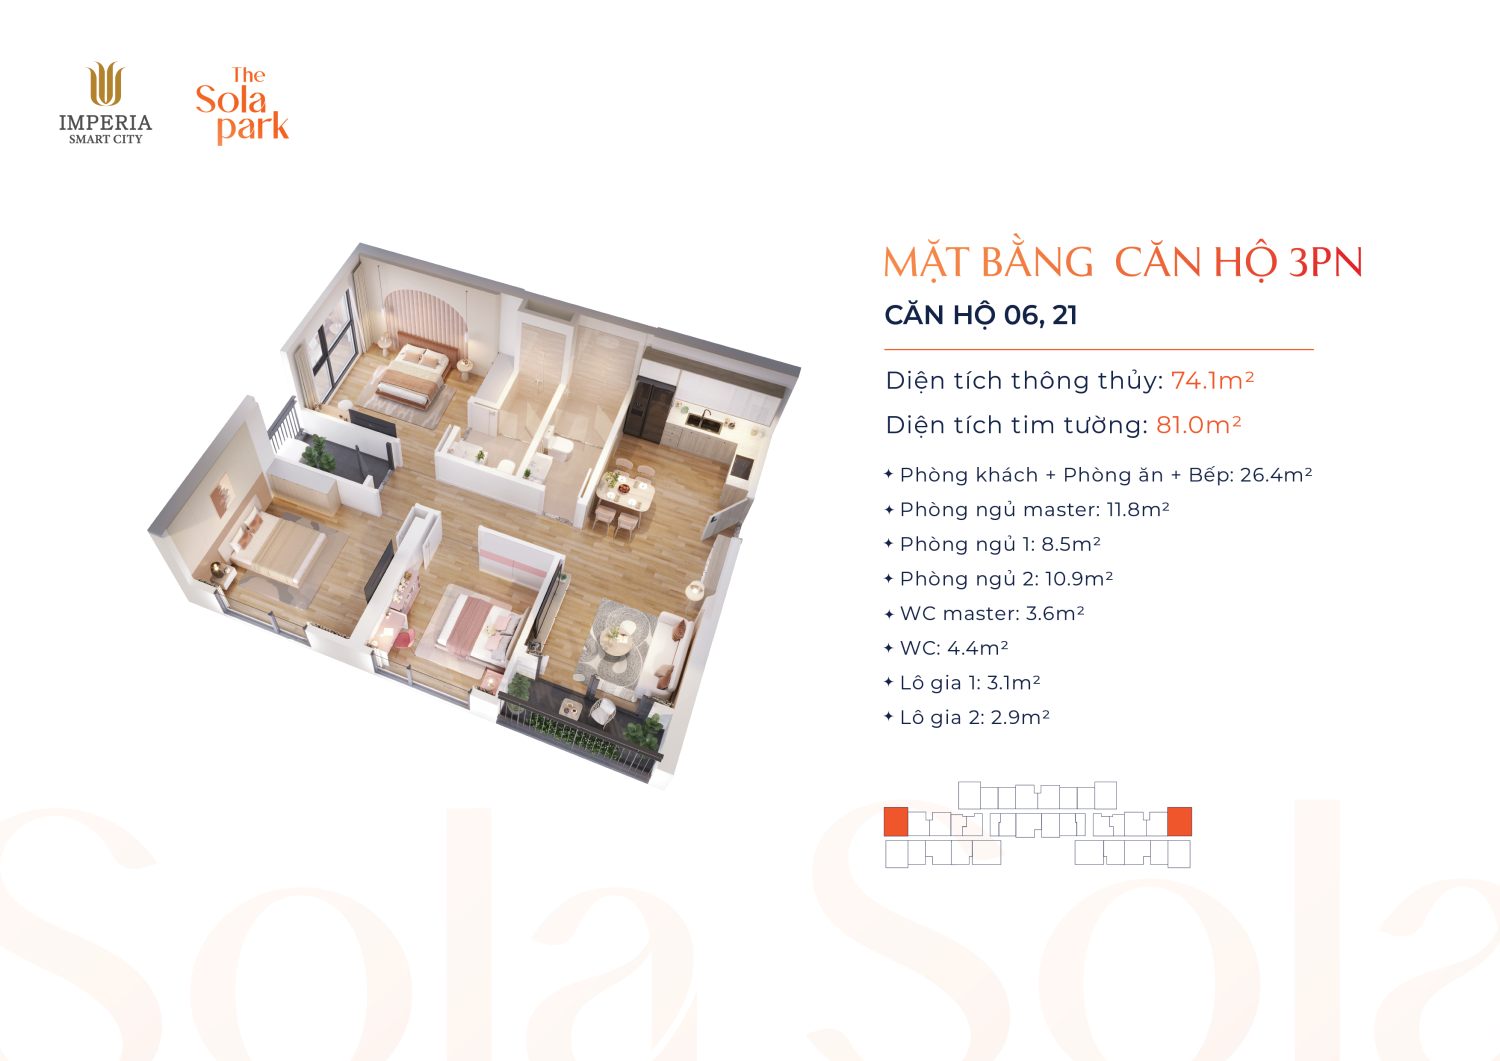 IMPERIA
SMART CITY
The
Sola
park
MẶT BẰNG CĂN HỘ 3PN
CĂN HỘ 06, 21
Diện tích thông thủy: 74.1m²
Diện tích tim tường: 81.0m²
✦ Phòng khách + Phòng ăn + Bếp: 26.4m²
✦ Phòng ngủ master: 11.8m²
✦ Phòng ngủ 1: 8.5m²
✦ Phòng ngủ 2: 10.9m²
✦ WC master: 3.6m²
✦ WC: 4.4m²
✦ Lô gia 1: 3.1m²
✦ Lô gia 2: 2.9m²
Sola Sola